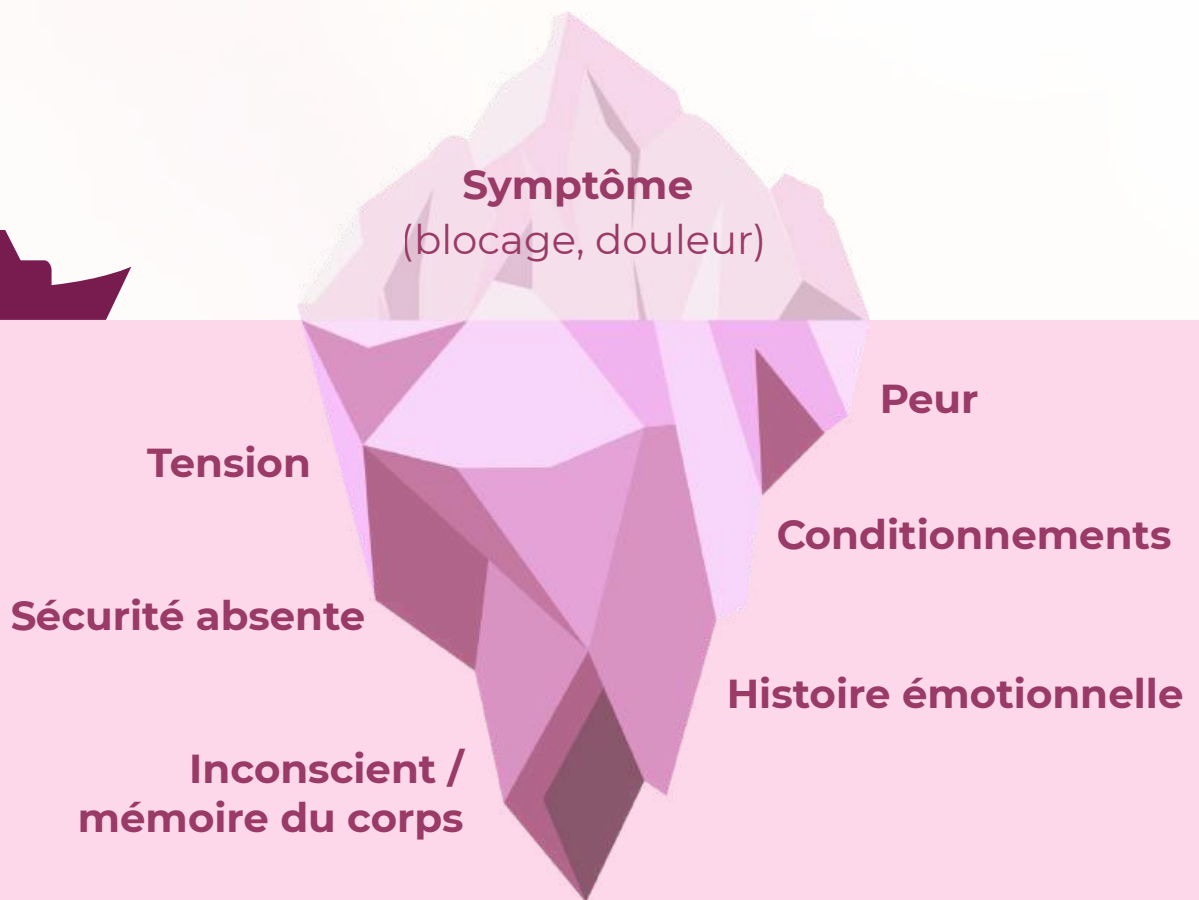 Symptôme
(blocage, douleur)
Peur
Tension
Conditionnements
Sécurité absente
Histoire émotionnelle
Inconscient /
mémoire du corps